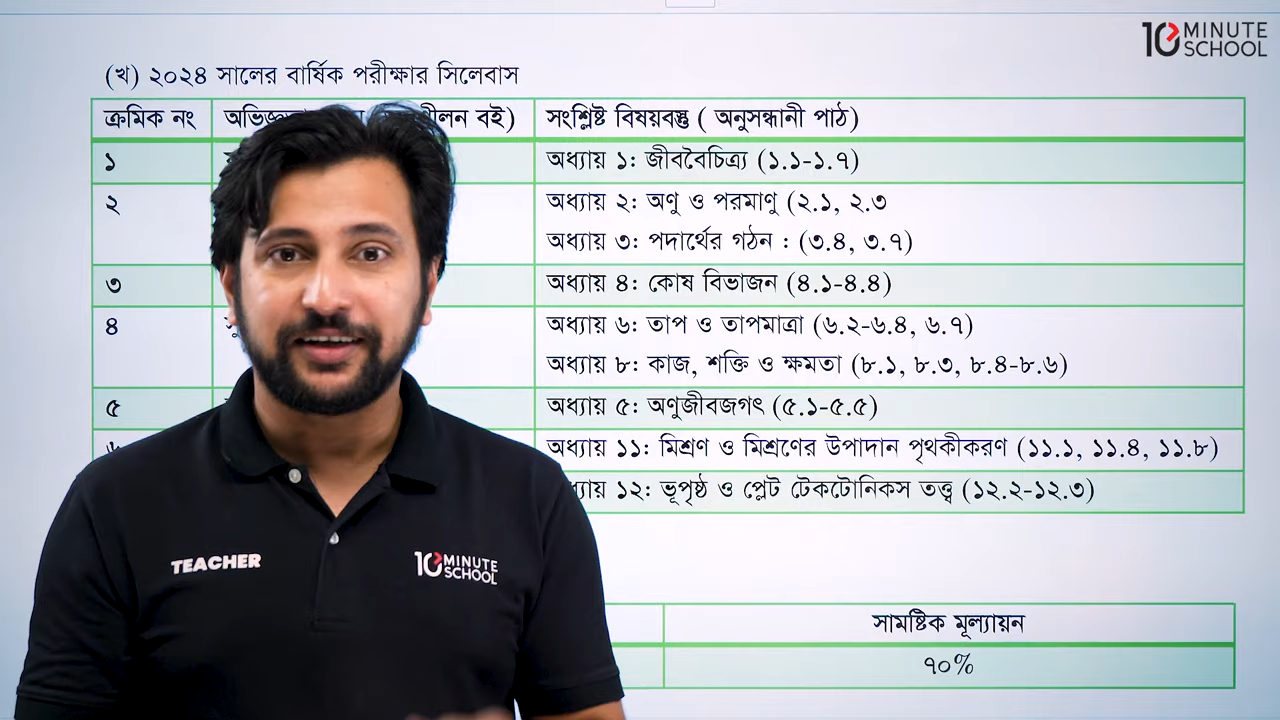 10 MINUTE SCHOOL
(খ) ২০২৪ সালের বার্ষিক পরীক্ষার সিলেবাস
ক্রমিক নং বই) সংশ্লিষ্ট বিষয়বস্তু ( অনুসন্ধানী পাঠ)
১ অধ্যায় ১: জীববৈচিত্র্য (১.১-১.৭)
২ অধ্যায় ২: অণু ও পরমাণু (২.১, ২.৩
অধ্যায় ৩: পদার্থের গঠন : (৩.৪, ৩.৭)
৩ অধ্যায় ৪: কোষ বিভাজন (৪.১-৪.৪)
৪ অধ্যায় ৬: তাপ ও তাপমাত্রা (৬.২-৬.৪, ৬.৭)
অধ্যায় ৮: কাজ, শক্তি ও ক্ষমতা (৮.১, ৮.৩, ৮.৪-৮.৬)
৫ অধ্যায় ৫: অণুজীবজগৎ (৫.১-৫.৫)
অধ্যায় ১১: মিশ্রণ ও মিশ্রণের উপাদান পৃথকীকরণ (১১.১, ১১.৪, ১১.৮)
১২: ভূপৃষ্ঠ ও প্লেট টেকটোনিকস তত্ত্ব (১২.২-১২.৩)
TEACHER
10 MINUTE SCHOOL
সামষ্টিক মূল্যায়ন
৭০%